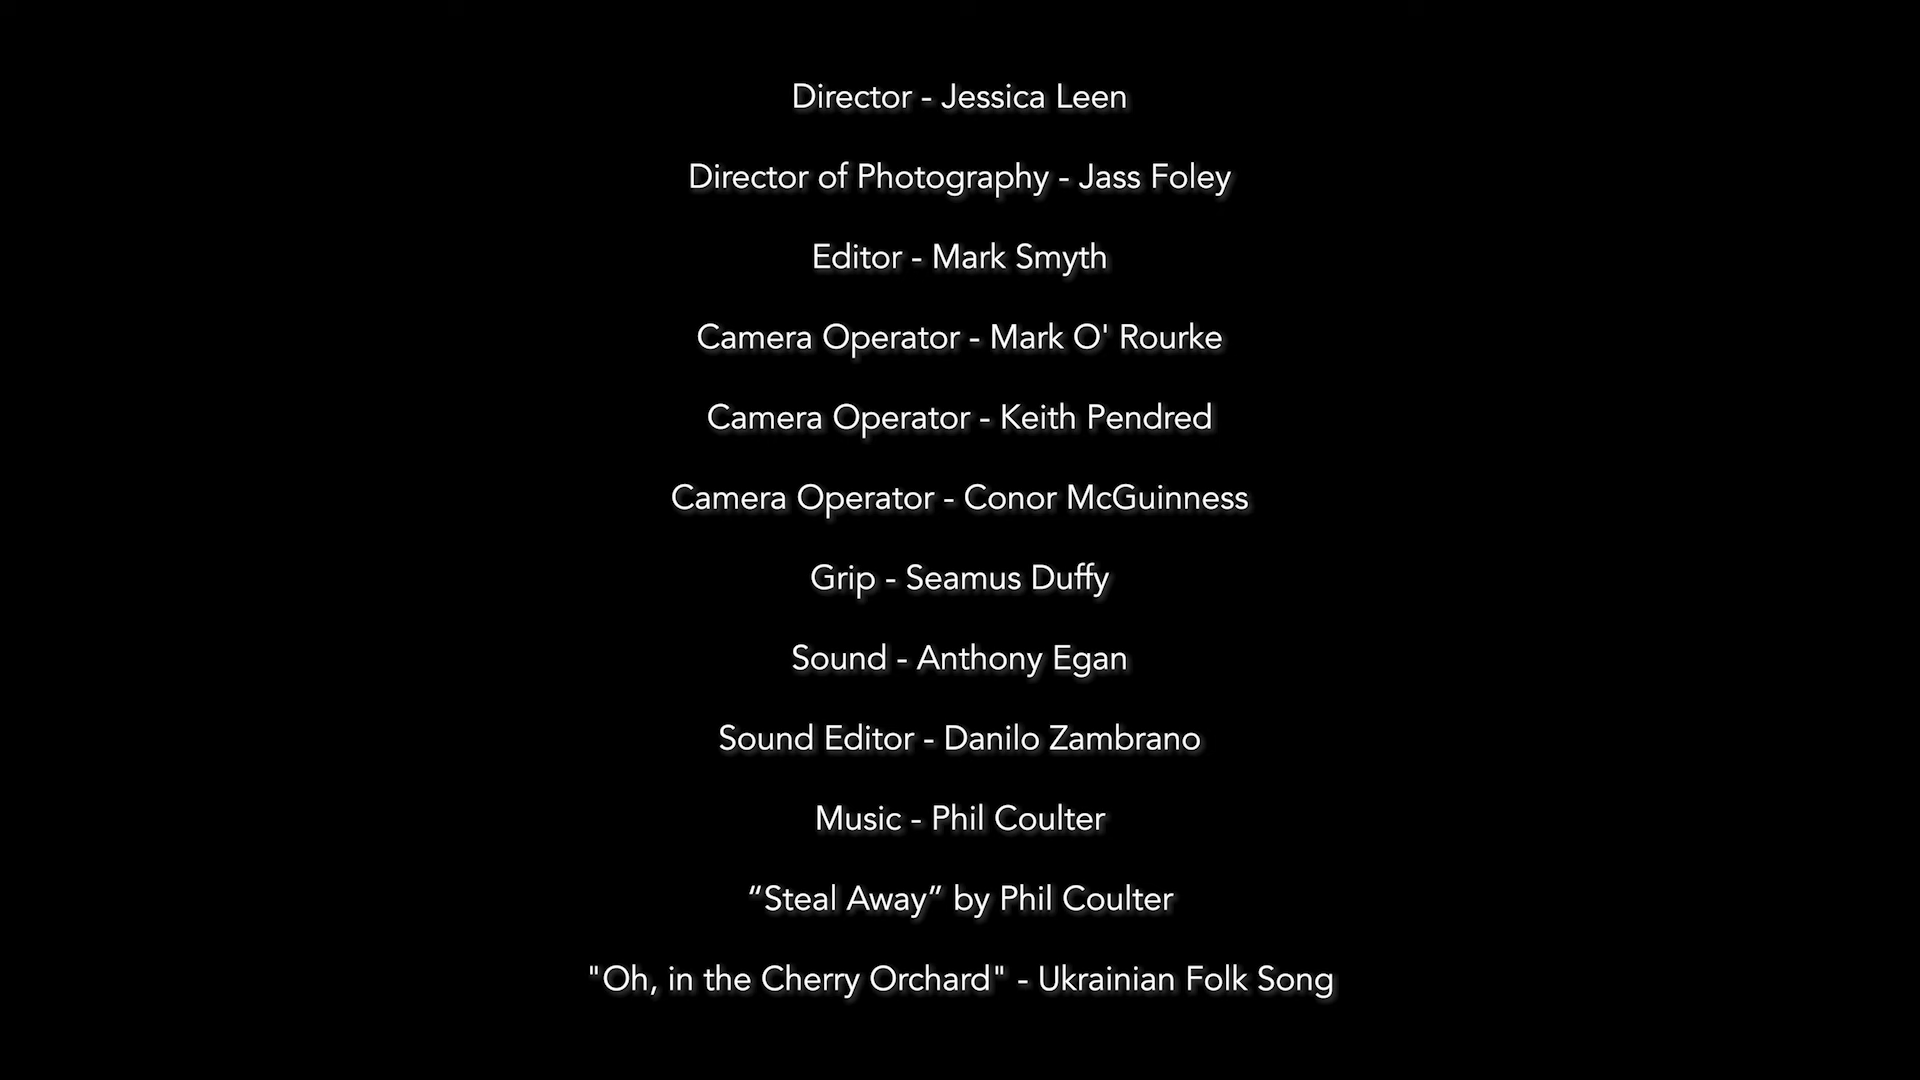 Director - Jessica Leen
Director of Photography - Jass Foley
Editor - Mark Smyth
Camera Operator - Mark O' Rourke
Camera Operator - Keith Pendred
Camera Operator - Conor McGuinness
Grip - Seamus Duffy
Sound - Anthony Egan
Sound Editor - Danilo Zambrano
Music - Phil Coulter
“Steal Away” by Phil Coulter
"Oh, in the Cherry Orchard" - Ukrainian Folk Song